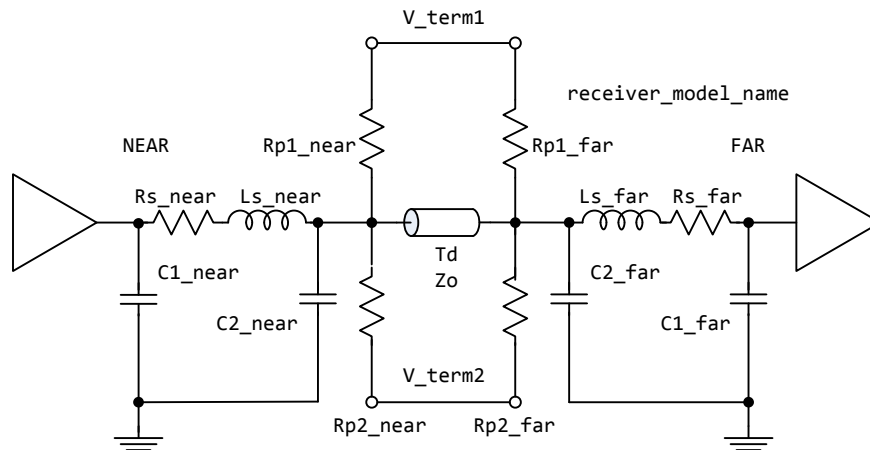 V_term1
receiver_model_name
NEAR
Rp1_near
Rp1_far
FAR
Rs_near
Ls_near
Ls_far
Rs_far
Td
Zo
C1_near
C2_far
C2_near
C1_far
V_term2
Rp2_near
Rp2_far